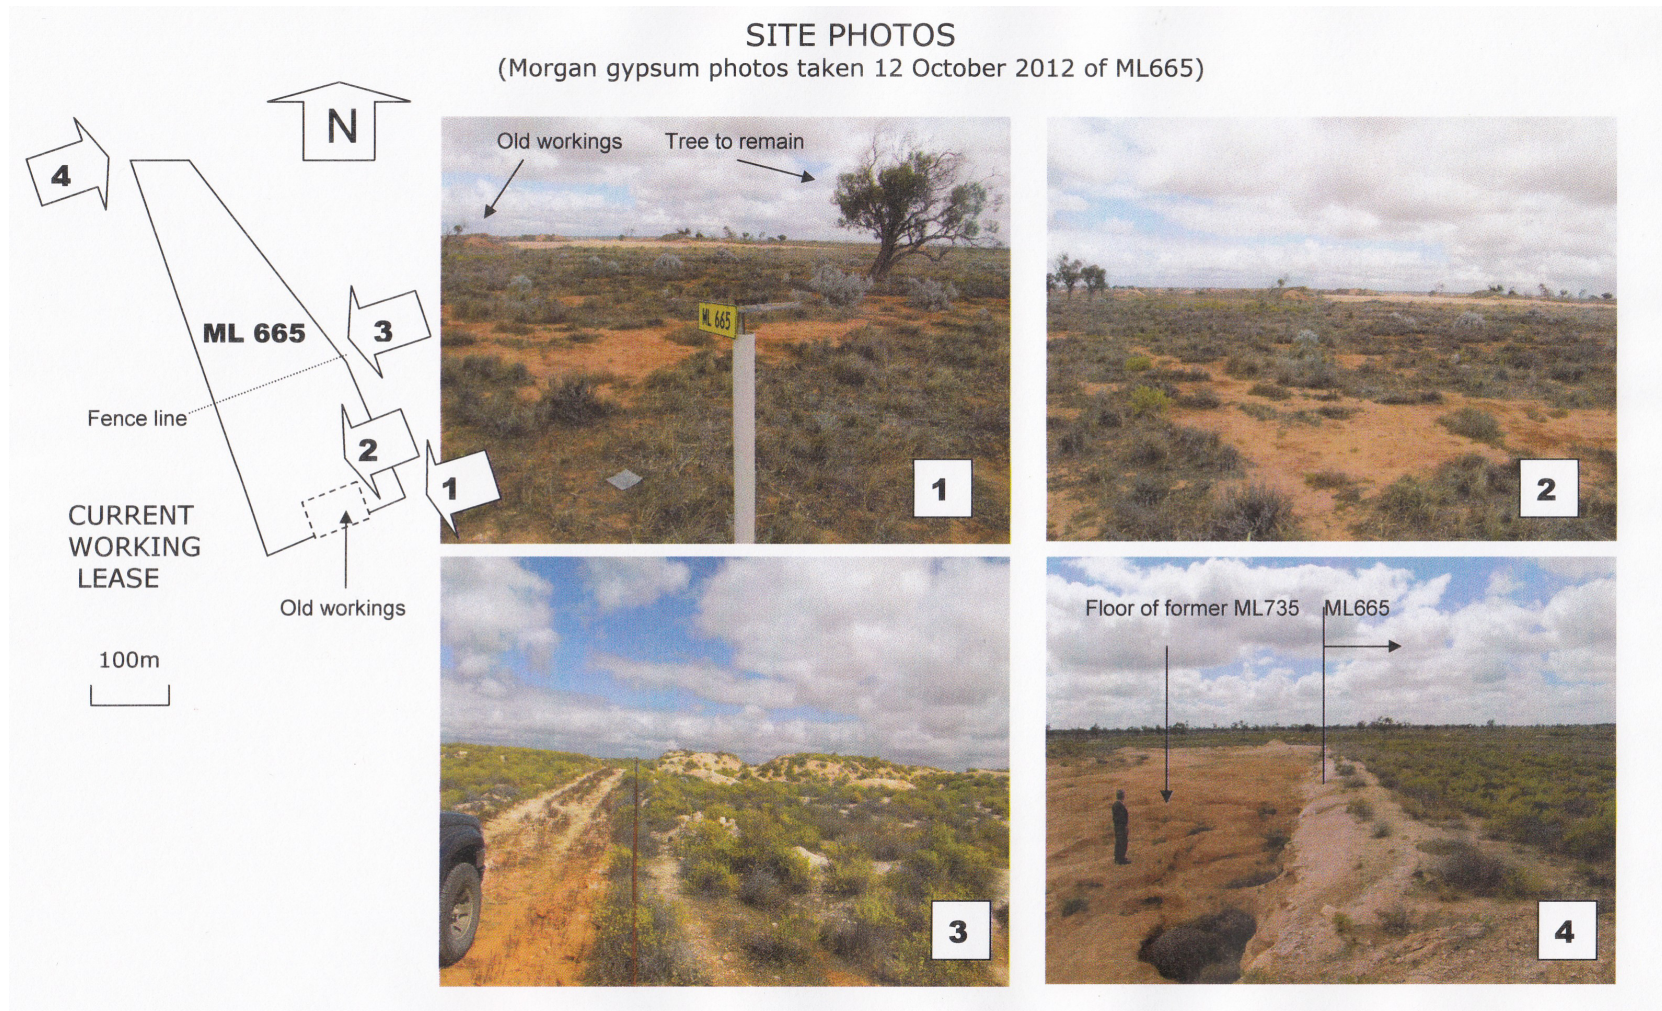 SITE PHOTOS
(Morgan gypsum photos taken 12 October 2012 of ML665)
N
4
ML 665
3
Fence line
2
1
CURRENT
WORKING
LEASE
Old workings
100m
Old workings
Tree to remain
ML 665
1
2
3
Floor of former ML735
ML665
4